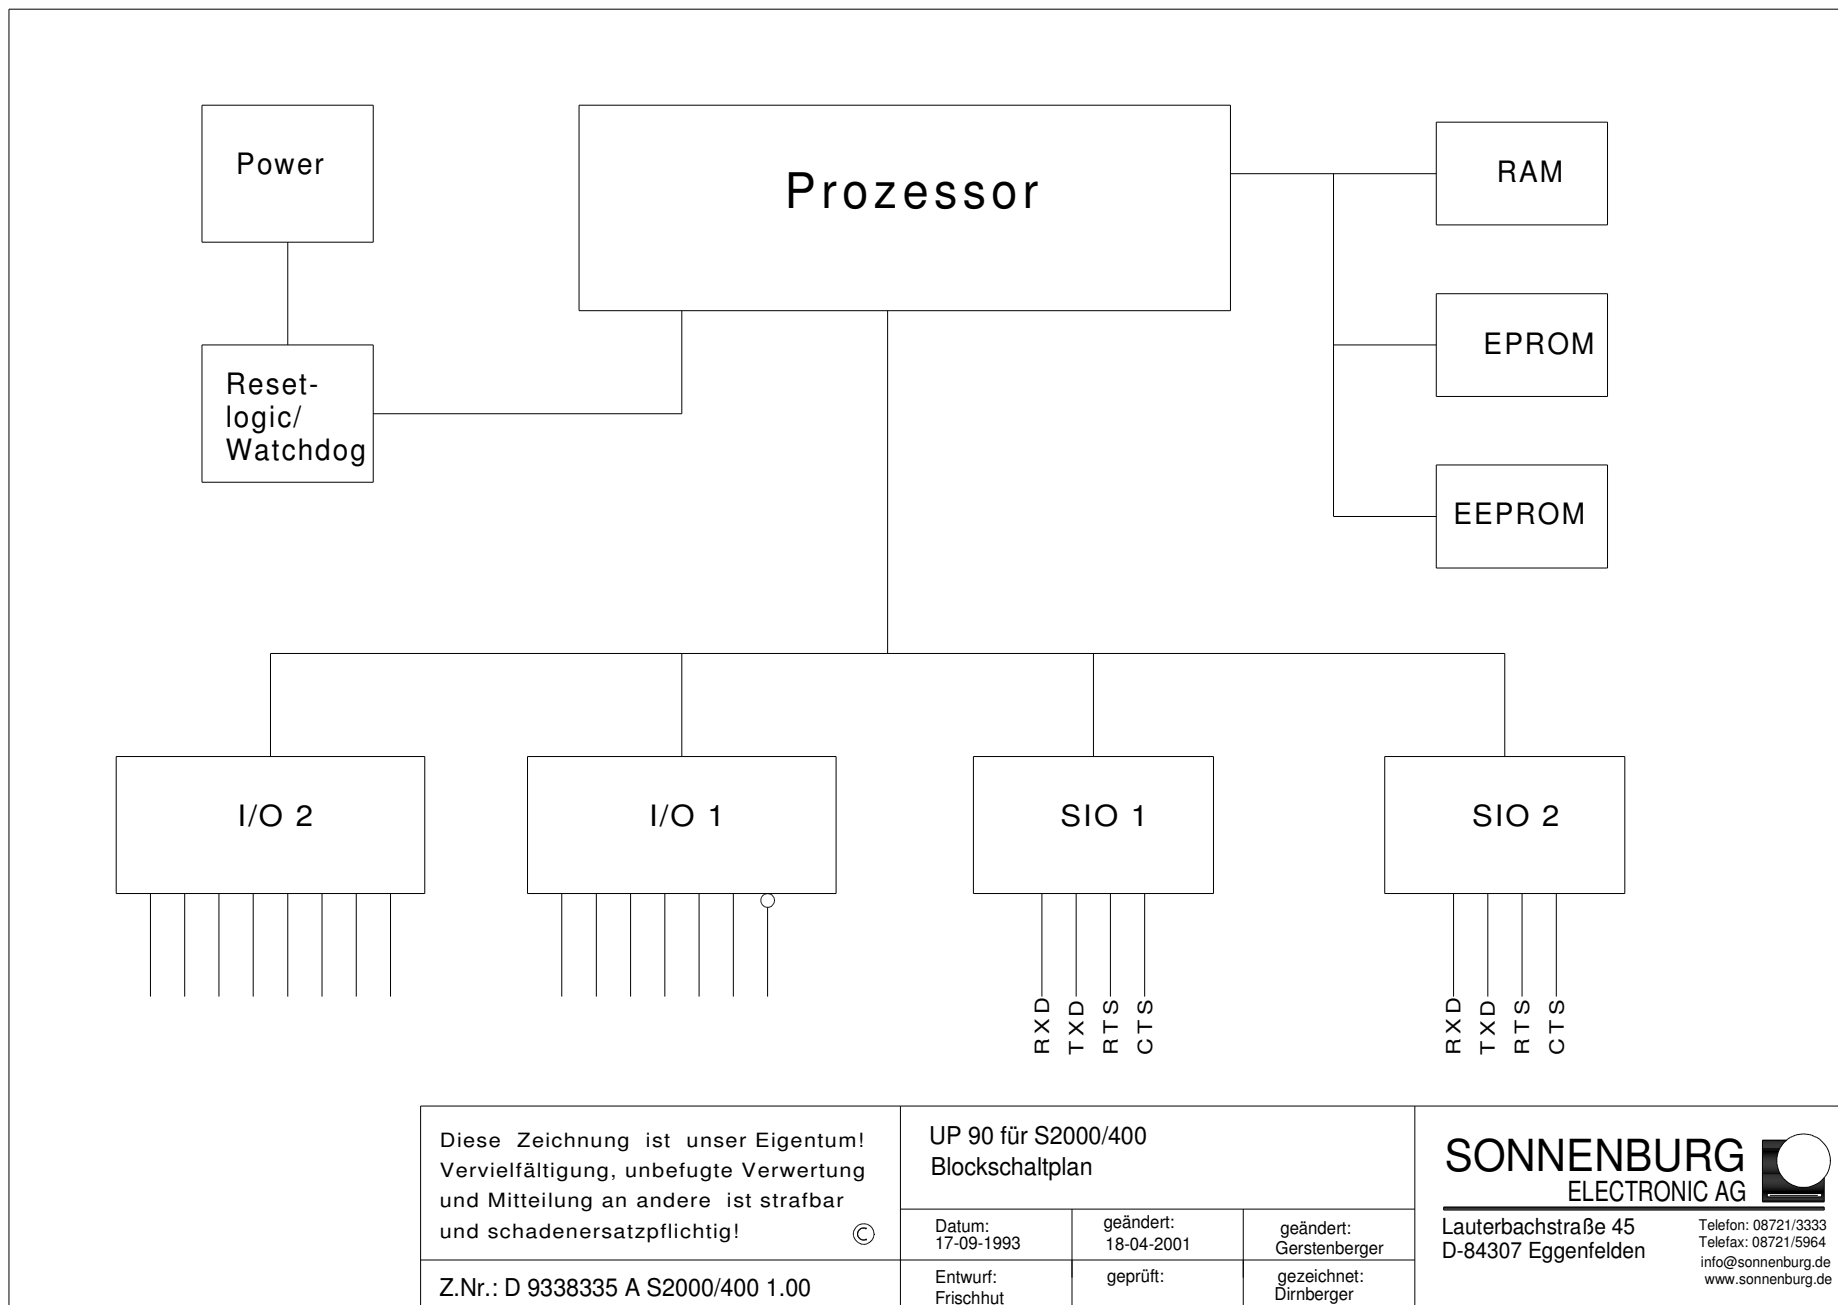 Power
Prozessor
RAM
EPROM
Reset-
logic/
Watchdog
EEPROM
I/O 2
I/O 1
SIO 1
SIO 2
RXD
TXD
RTS
CTS
RXD
TXD
RTS
CTS
Diese Zeichnung ist unser Eigentum!
Vervielfältigung, unbefugte Verwertung
und Mitteilung an andere ist strafbar
und schadenersatzpflichtig! ©
Z.Nr.: D 9338335 A S2000/400 1.00
UP 90 für S2000/400
Blockschaltplan
Datum:
17-09-1993
geändert:
18-04-2001
geändert:
Gerstenberger
Entwurf:
Frischhut
geprüft:
gezeichnet:
Dirnberger
SONNENBURG
ELECTRONIC AG
Lauterbachstraße 45
D-84307 Eggenfelden
Telefon: 08721/3333
Telefax: 08721/5964
info@sonnenburg.de
www.sonnenburg.de